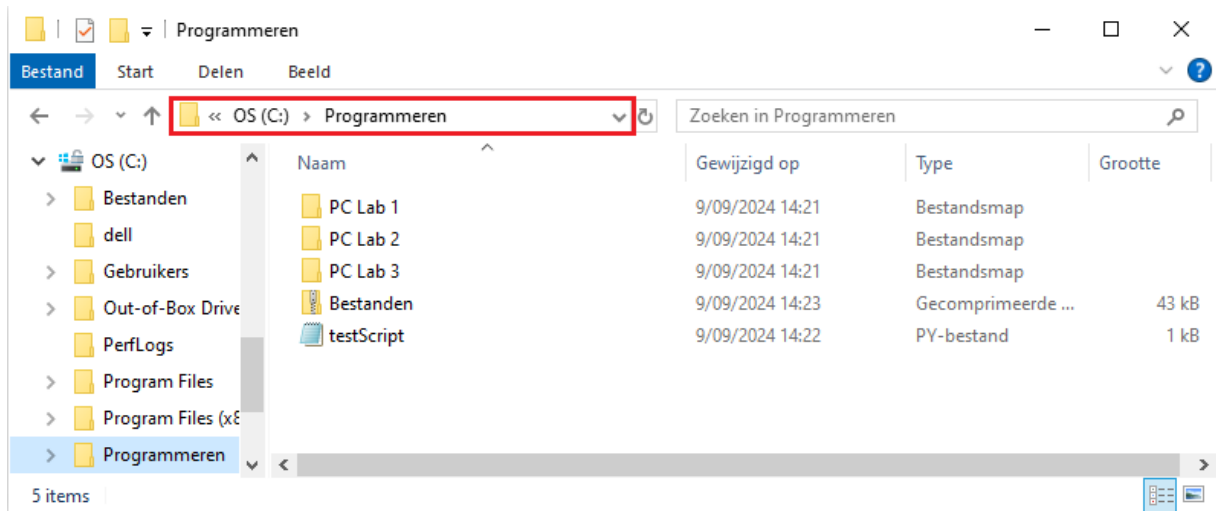 Programmeren
Bestand Start Delen Beeld
« OS (C:) > Programmeren Zoeken in Programmeren
OS (C:) Naam Gewijzigd op Type Grootte
Bestanden PC Lab 1 9/09/2024 14:21 Bestandsmap
dell PC Lab 2 9/09/2024 14:21 Bestandsmap
Gebruikers PC Lab 3 9/09/2024 14:21 Bestandsmap
Out-of-Box Drive Bestanden 9/09/2024 14:23 Gecomprimeerde ... 43 kB
PerfLogs testScript 9/09/2024 14:22 PY-bestand 1 kB
Program Files
Program Files (x8
Programmeren
5 items